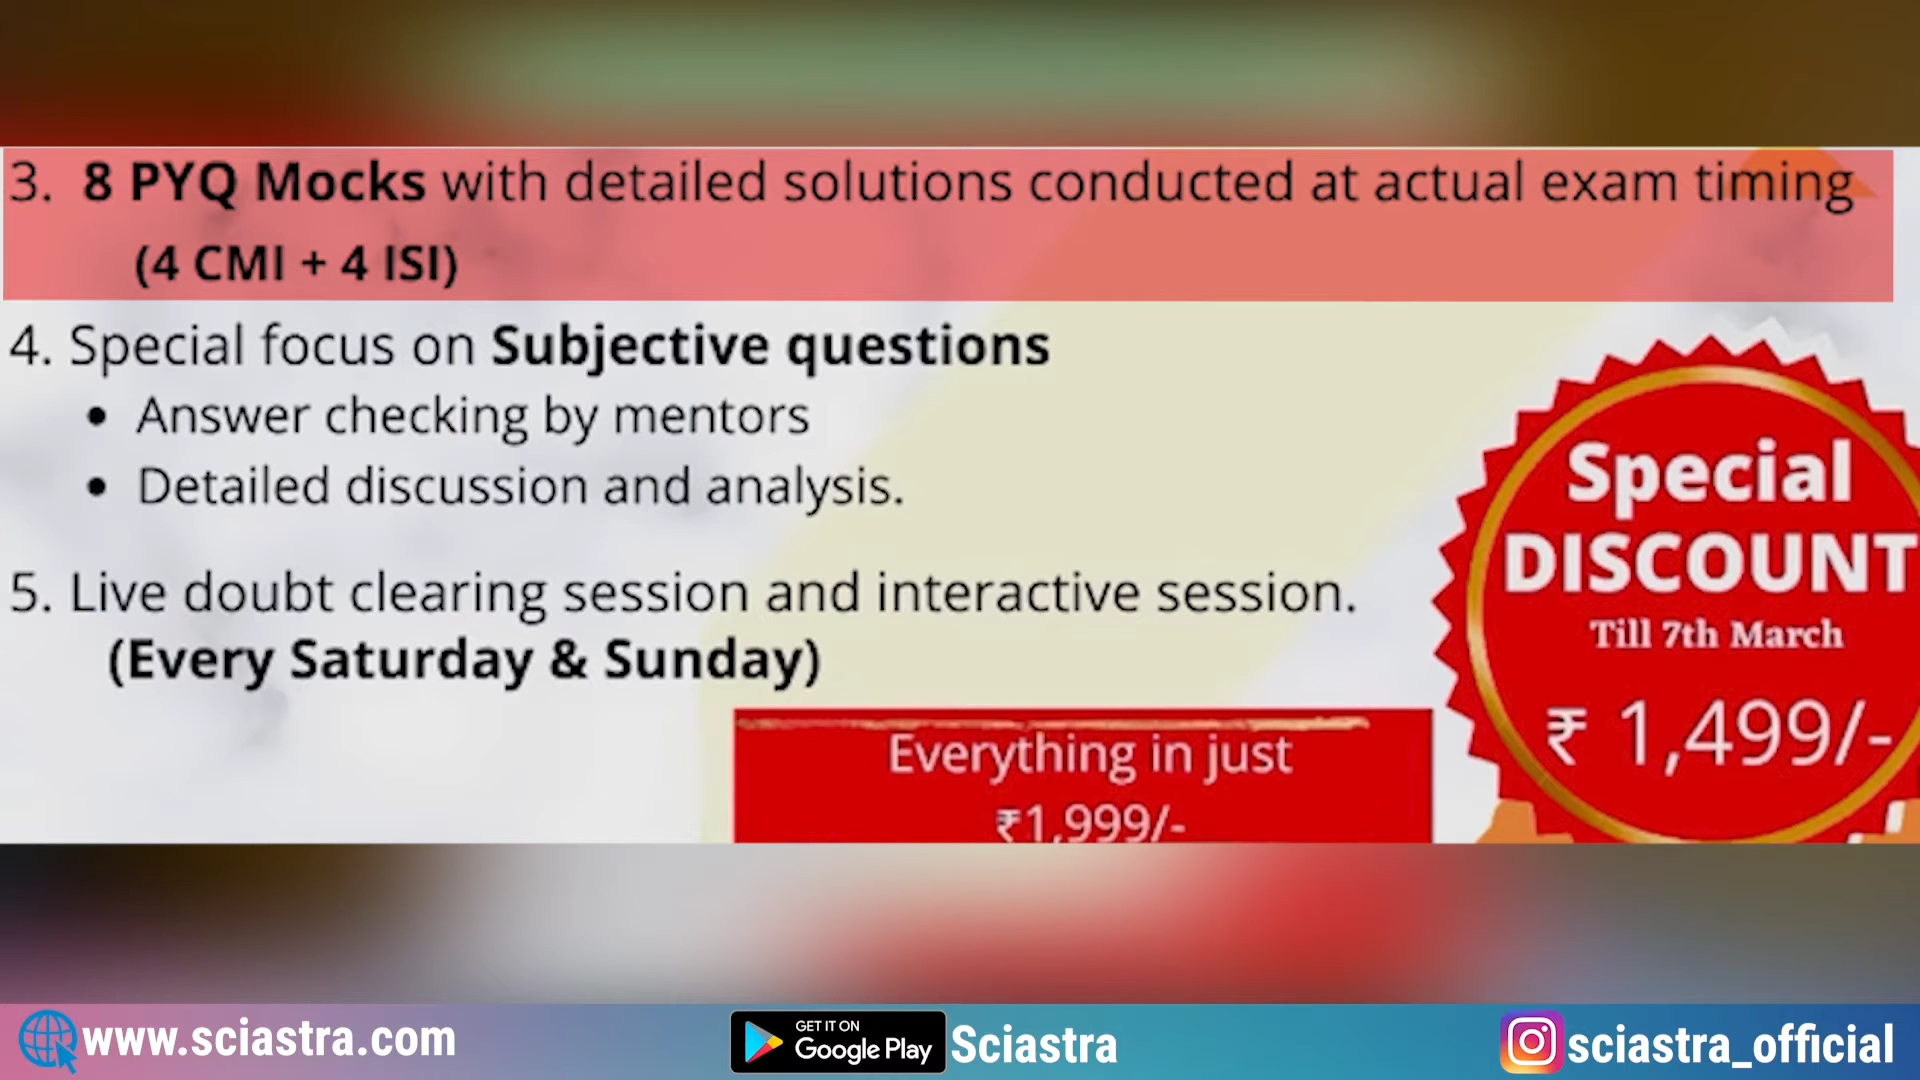 3. 8 PYQ Mocks with detailed solutions conducted at actual exam timing
(4 CMI + 4 ISI)
4. Special focus on Subjective questions
• Answer checking by mentors
• Detailed discussion and analysis.
5. Live doubt clearing session and interactive session.
(Every Saturday & Sunday)
Everything in just
₹1,999/-
Special
DISCOUNT
Till 7th March
₹ 1,499/-
www.sciastra.com
GET IT ON
Google Play
Sciastra
sciastra_official